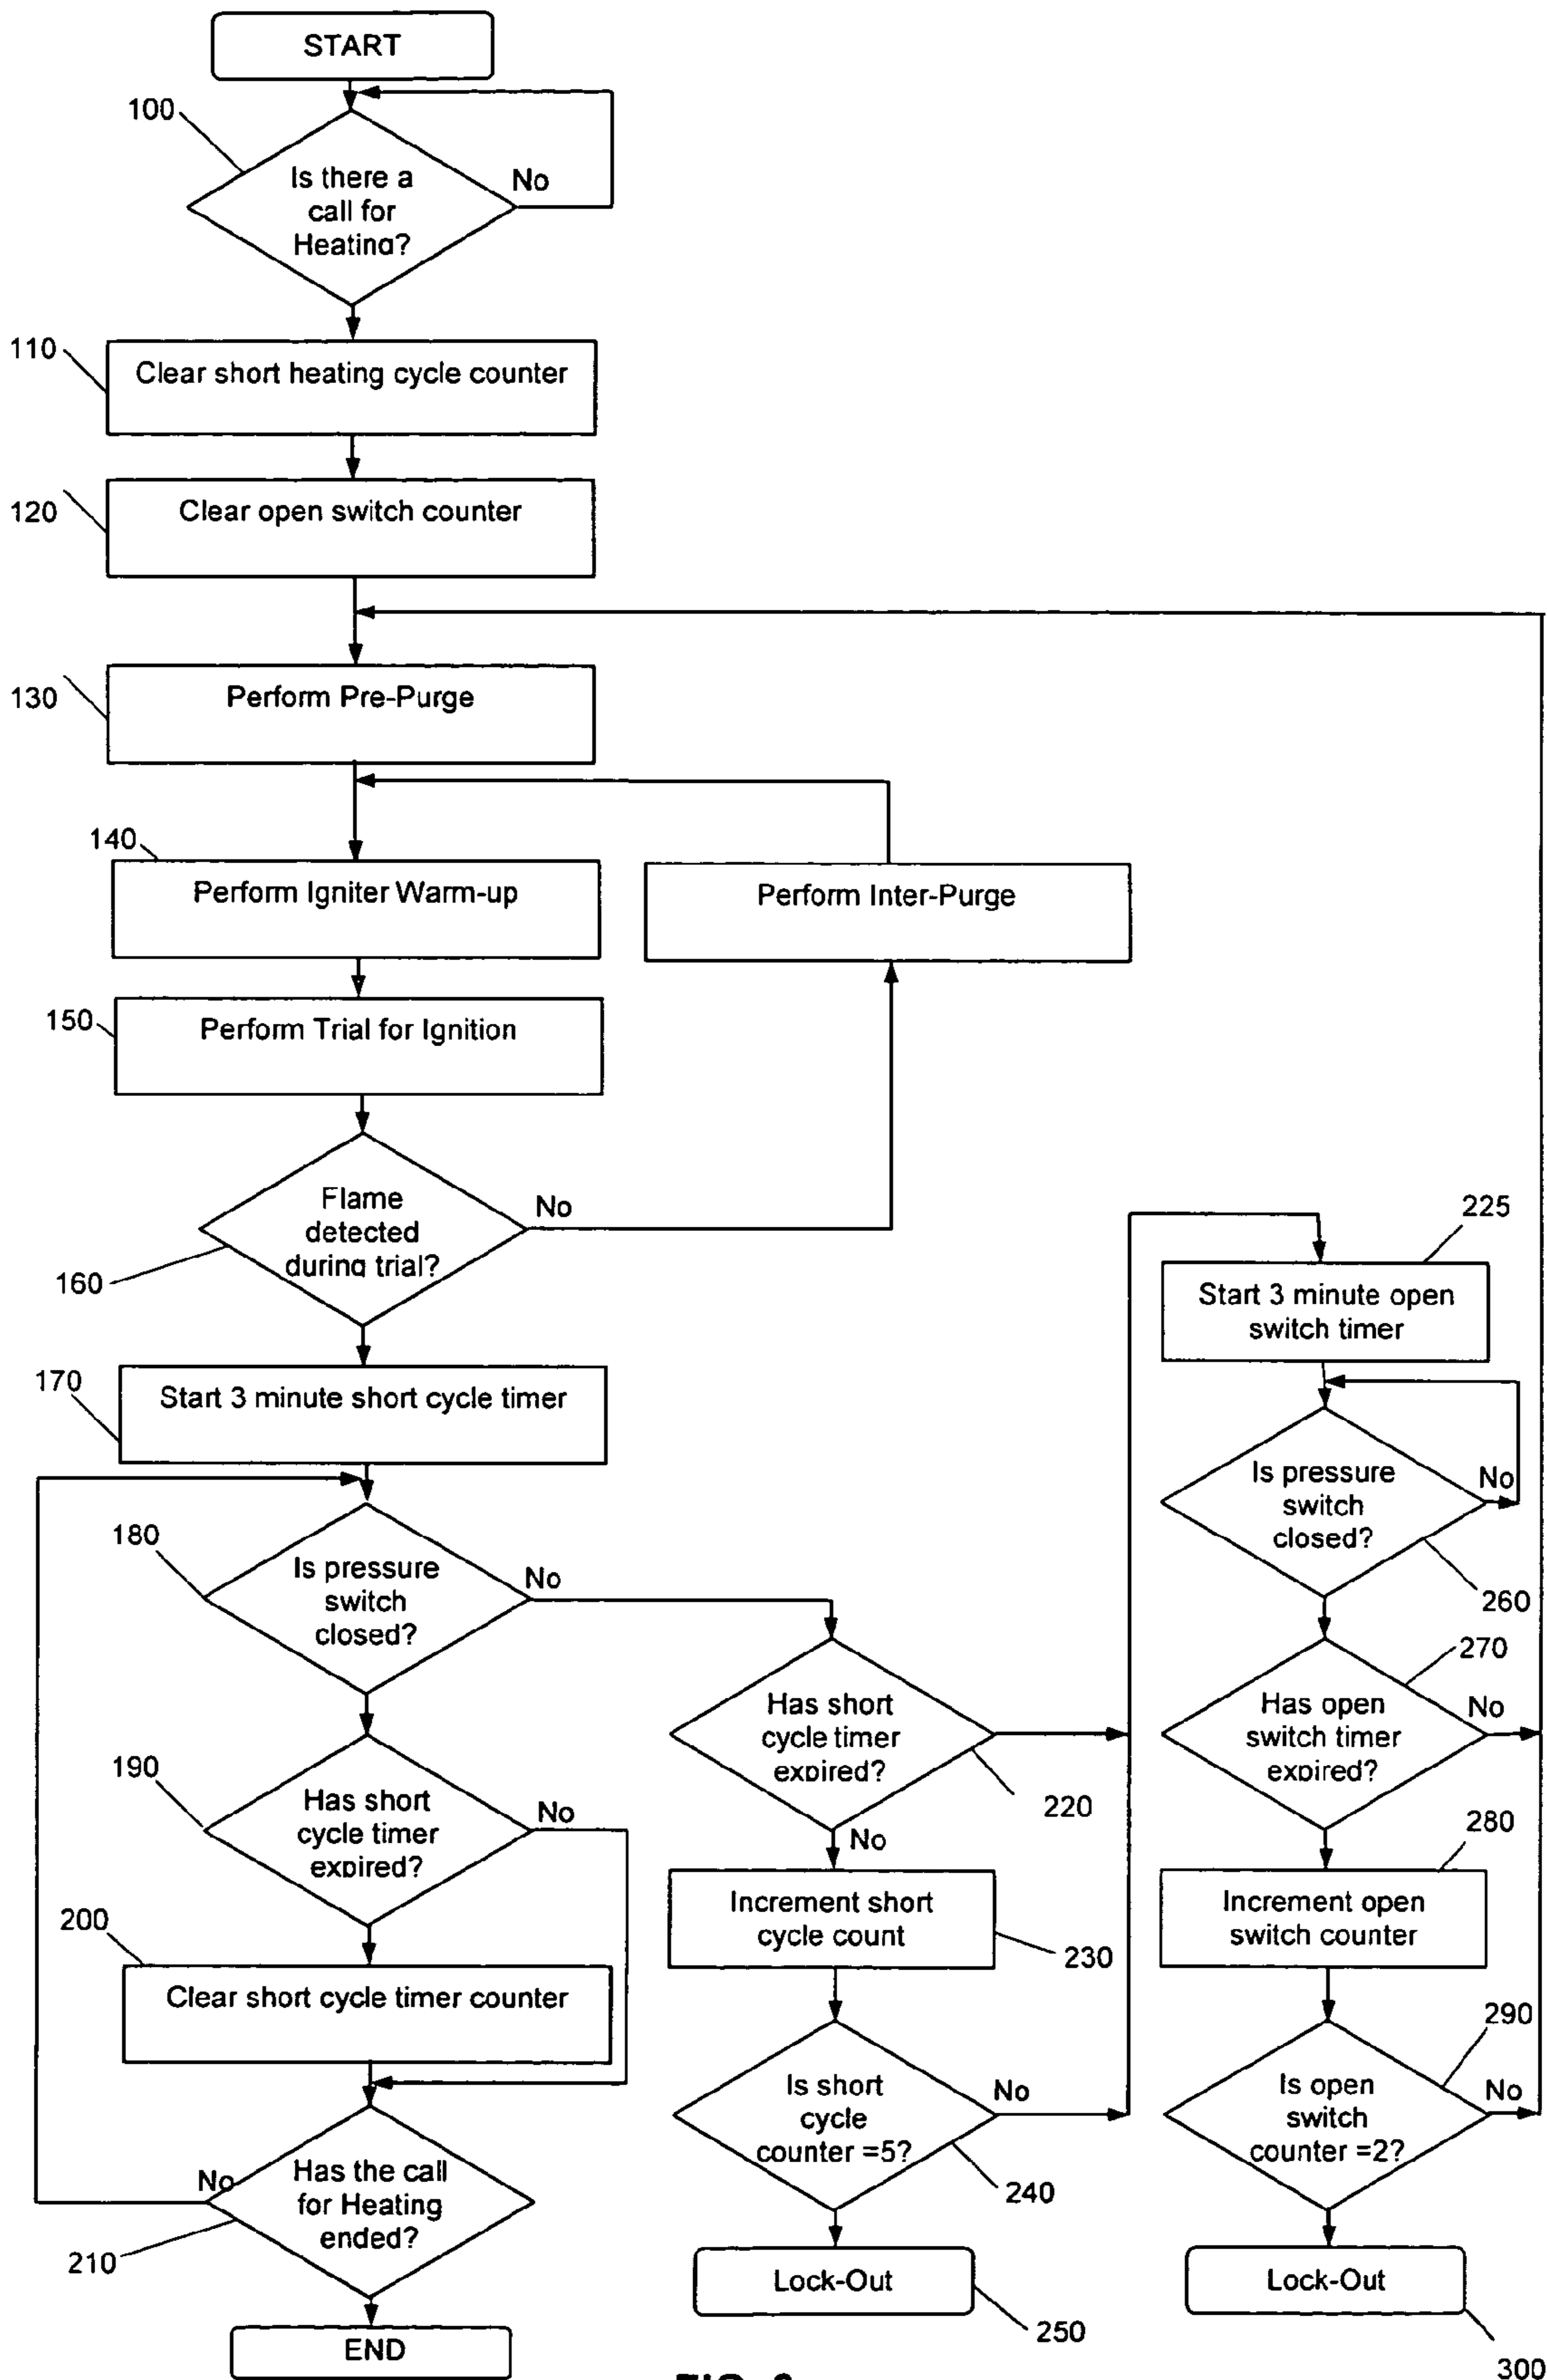 START
100
Is there a
call for
Heating?
No
110
Clear short heating cycle counter
120
Clear open switch counter
130
Perform Pre-Purge
140
Perform Igniter Warm-up
Perform Inter-Purge
150
Perform Trial for Ignition
160
Flame
detected
during trial?
No
170
Start 3 minute short cycle timer
180
Is pressure
switch
closed?
No
190
Has short
cycle timer
expired?
No
200
Clear short cycle timer counter
210
Has the call
for Heating
ended?
No
END
Has short
cycle timer
expired?
220
No
Increment short
cycle count
230
Is short
cycle
counter =5?
No
240
Lock-Out
250
225
Start 3 minute open
switch timer
Is pressure
switch
closed?
No
260
270
Has open
switch timer
expired?
No
280
Increment open
switch counter
290
Is open
switch
counter =2?
No
Lock-Out
300